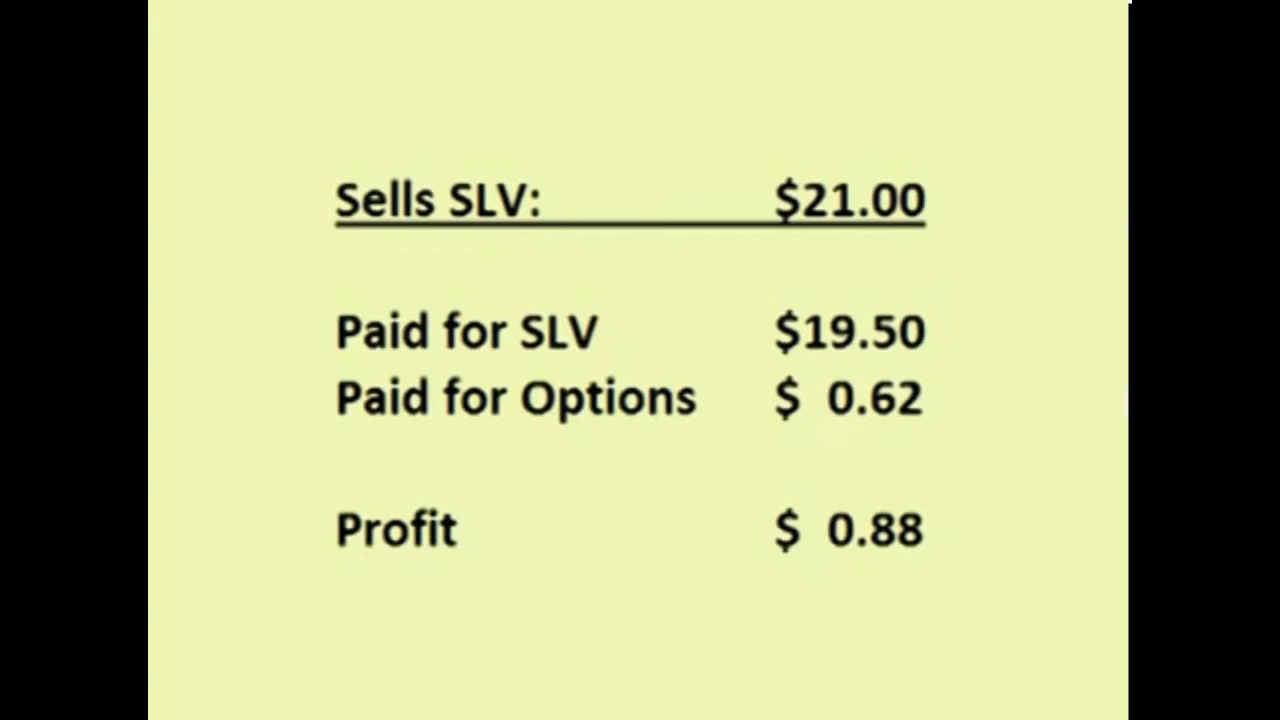 Sells SLV: $21.00
Paid for SLV $19.50
Paid for Options $ 0.62
Profit $ 0.88